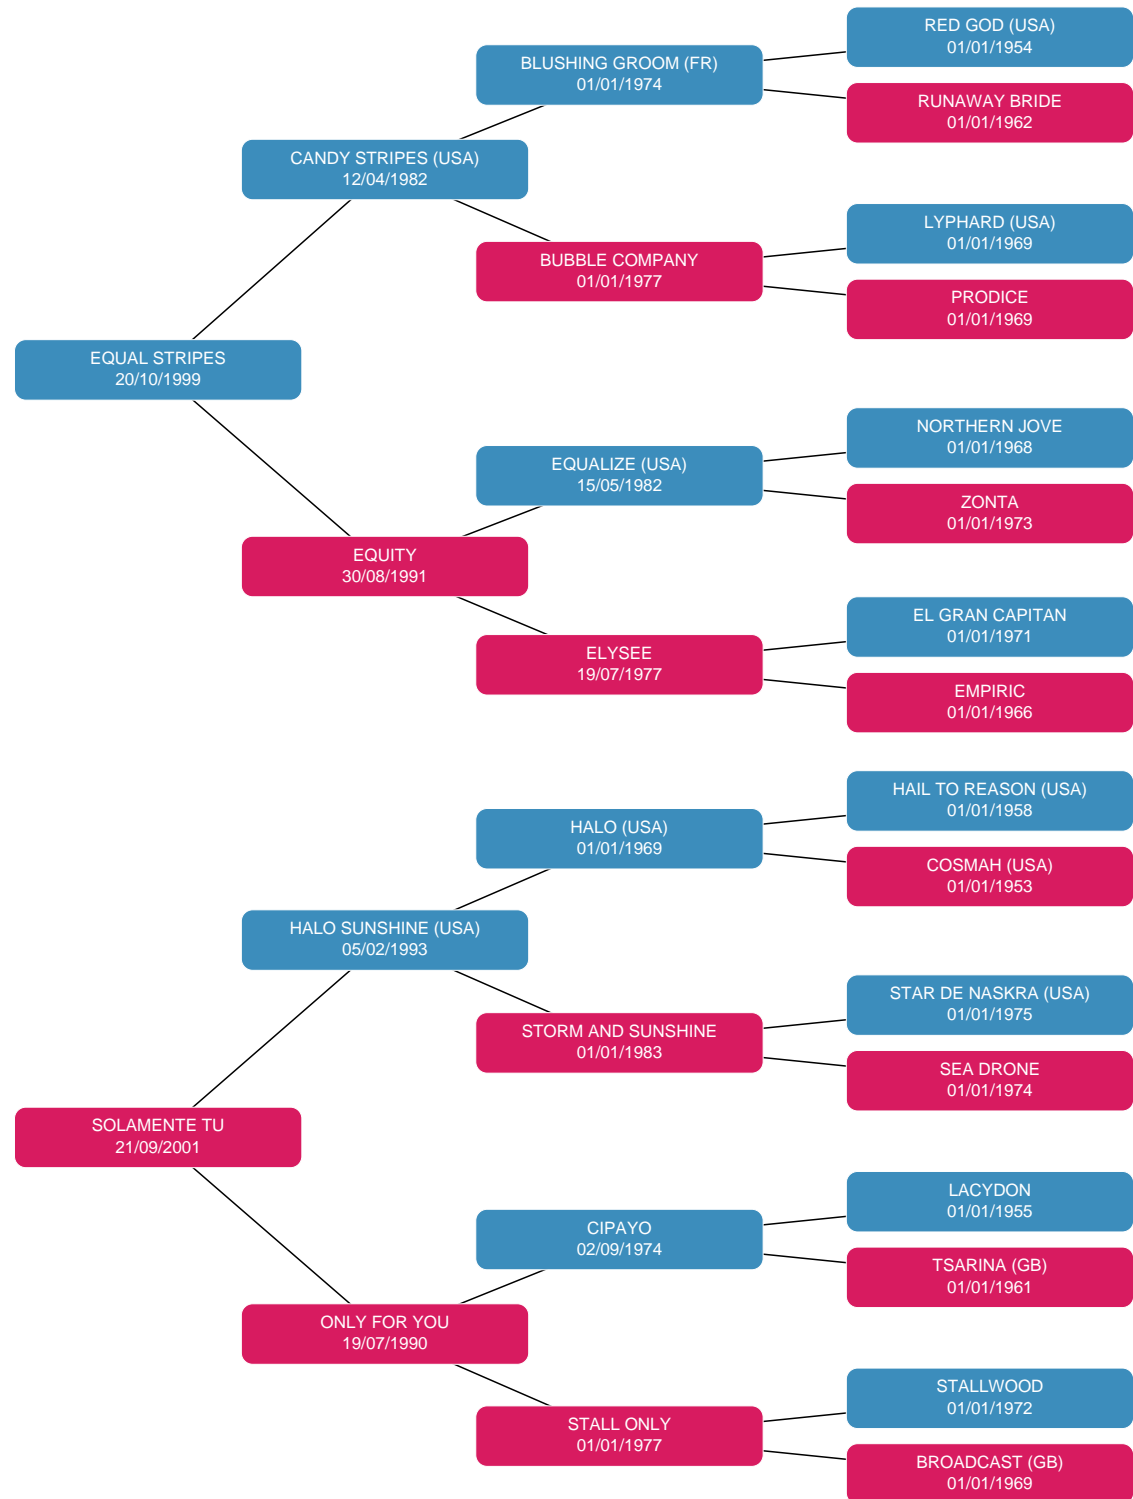 RED GOD (USA)
01/01/1954
BLUSHING GROOM (FR)
01/01/1974
RUNAWAY BRIDE
01/01/1962
CANDY STRIPES (USA)
12/04/1982
LYPHARD (USA)
01/01/1969
BUBBLE COMPANY
01/01/1977
PRODICE
01/01/1969
EQUAL STRIPES
20/10/1999
NORTHERN JOVE
01/01/1968
EQUALIZE (USA)
15/05/1982
ZONTA
01/01/1973
EQUITY
30/08/1991
EL GRAN CAPITAN
01/01/1971
ELYSEE
19/07/1977
EMPIRIC
01/01/1966
HAIL TO REASON (USA)
01/01/1958
HALO (USA)
01/01/1969
COSMAH (USA)
01/01/1953
HALO SUNSHINE (USA)
05/02/1993
STAR DE NASKRA (USA)
01/01/1975
STORM AND SUNSHINE
01/01/1983
SEA DRONE
01/01/1974
SOLAMENTE TU
21/09/2001
LACYDON
01/01/1955
CIPAYO
02/09/1974
TSARINA (GB)
01/01/1961
ONLY FOR YOU
19/07/1990
STALLWOOD
01/01/1972
STALL ONLY
01/01/1977
BROADCAST (GB)
01/01/1969